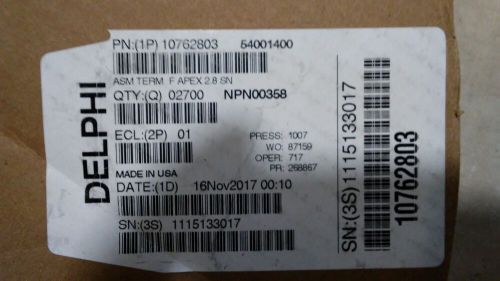 DELPHI
PN:(1P) 10762803 54001400
ASM TERM F APEX 2.8 SN
QTY:(Q) 02700 NPN00358
ECL:(2P) 01
PRESS: 1007
WO: 87159
OPER: 717
PR: 268867
MADE IN USA
DATE:(1D) 16Nov2017 00:10
SN:(3S) 1115133017
SN:(3S) 1115133017
10762803